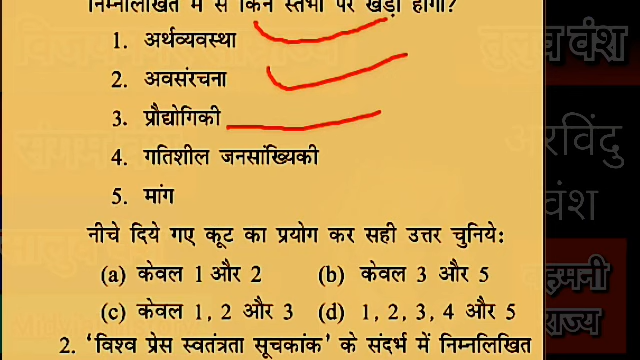 निम्नलिखित में से किन स्तंभों पर खड़ा होगा?
1. अर्थव्यवस्था
2. अवसंरचना
3. प्रौद्योगिकी
4. गतिशील जनसांख्यिकी
5. मांग
नीचे दिये गए कूट का प्रयोग कर सही उत्तर चुनिये:
(a) केवल 1 और 2 (b) केवल 3 और 5
(c) केवल 1, 2 और 3 (d) 1, 2, 3, 4 और 5
2. ‘विश्व प्रेस स्वतंत्रता सूचकांक’ के संदर्भ में निम्नलिखित
तुलुव वंश
अरविंदु
वंश
बहमनी
राज्य